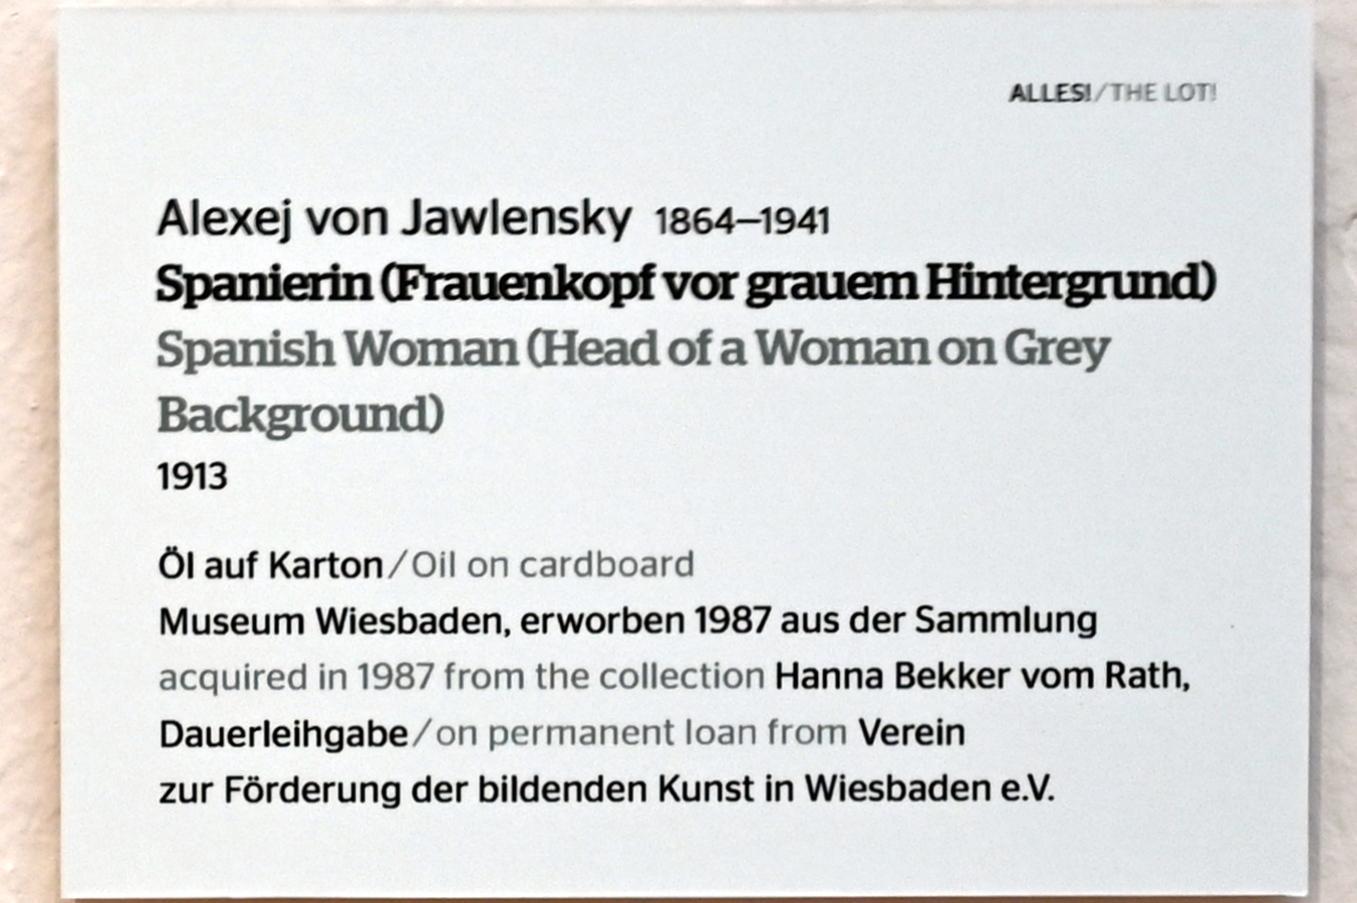 ALLES!/THE LOT!
Alexej von Jawlensky 1864–1941
Spanierin (Frauenkopf vor grauem Hintergrund)
Spanish Woman (Head of a Woman on Grey
Background)
1913
Öl auf Karton/Oil on cardboard
Museum Wiesbaden, erworben 1987 aus der Sammlung
acquired in 1987 from the collection Hanna Bekker vom Rath,
Dauerleihgabe/on permanent loan from Verein
zur Förderung der bildenden Kunst in Wiesbaden e.V.